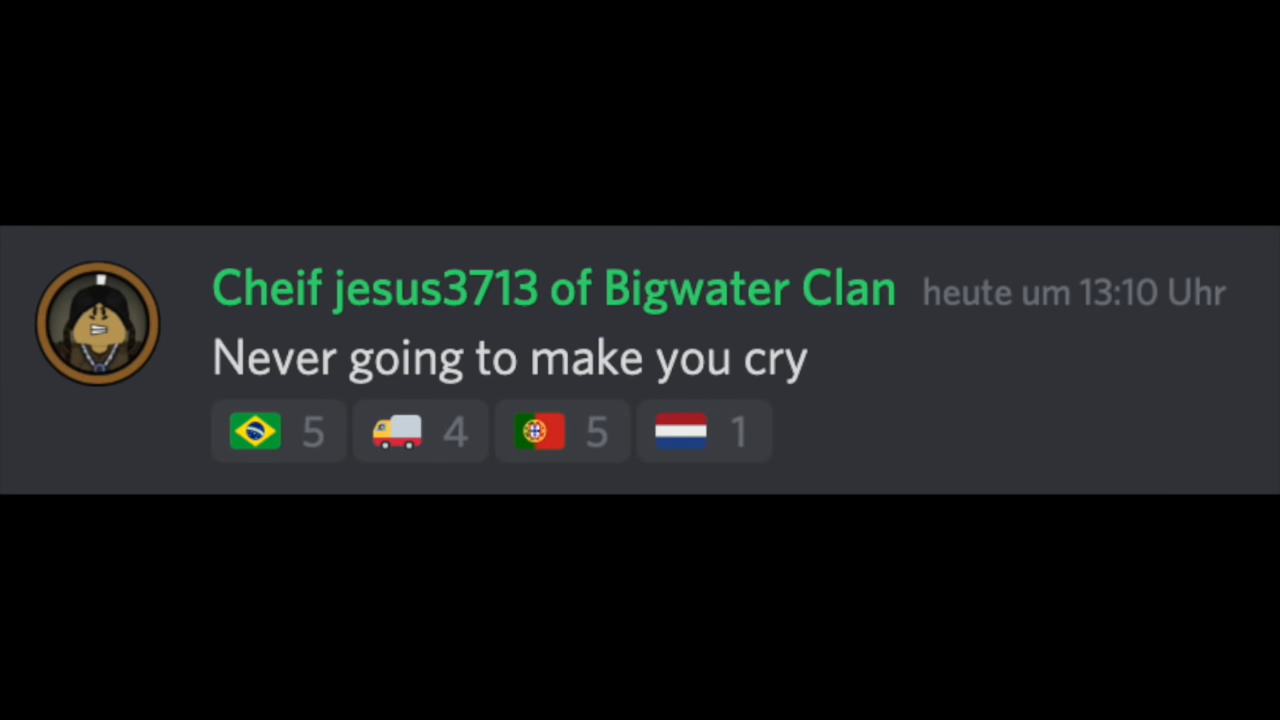 Cheif jesus3713 of Bigwater Clan heute um 13:10 Uhr
Never going to make you cry
5 4 5 1